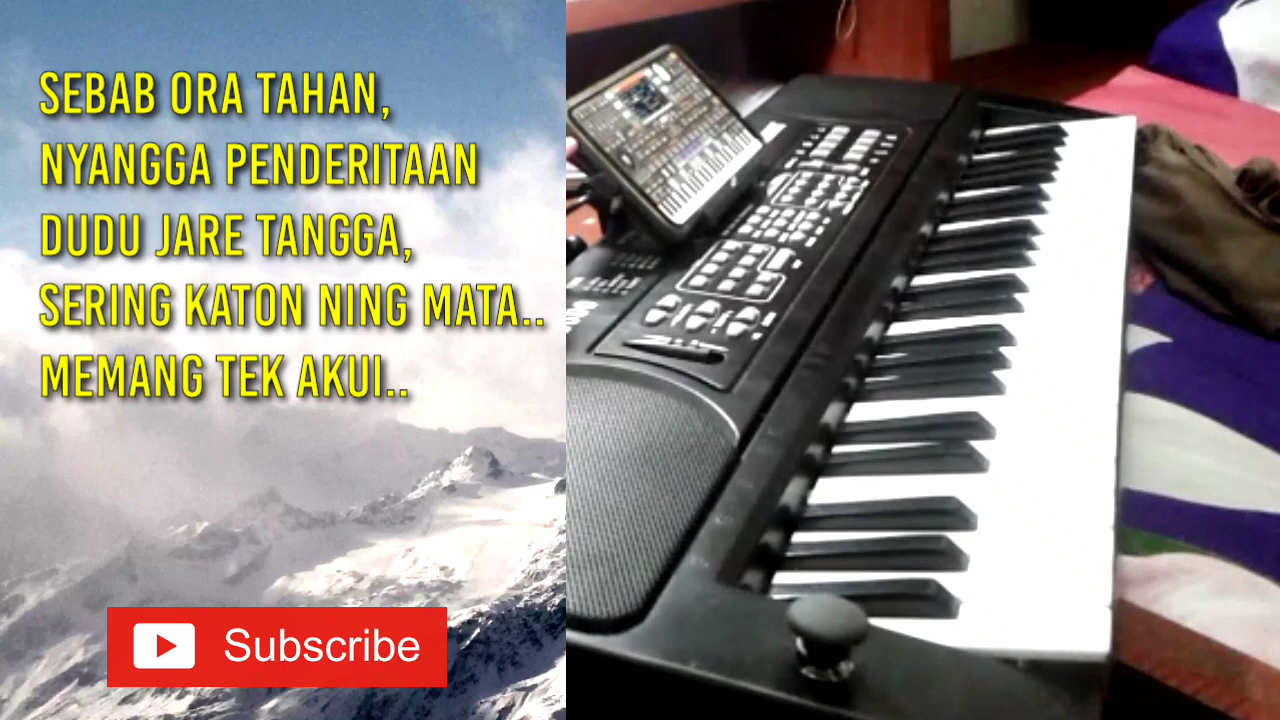 SEBAB ORA TAHAN,
NYANGGA PENDERITAAN
DUDU JARE TANGGA,
SERING KATON NING MATA..
MEMANG TEK AKUI..
Subscribe